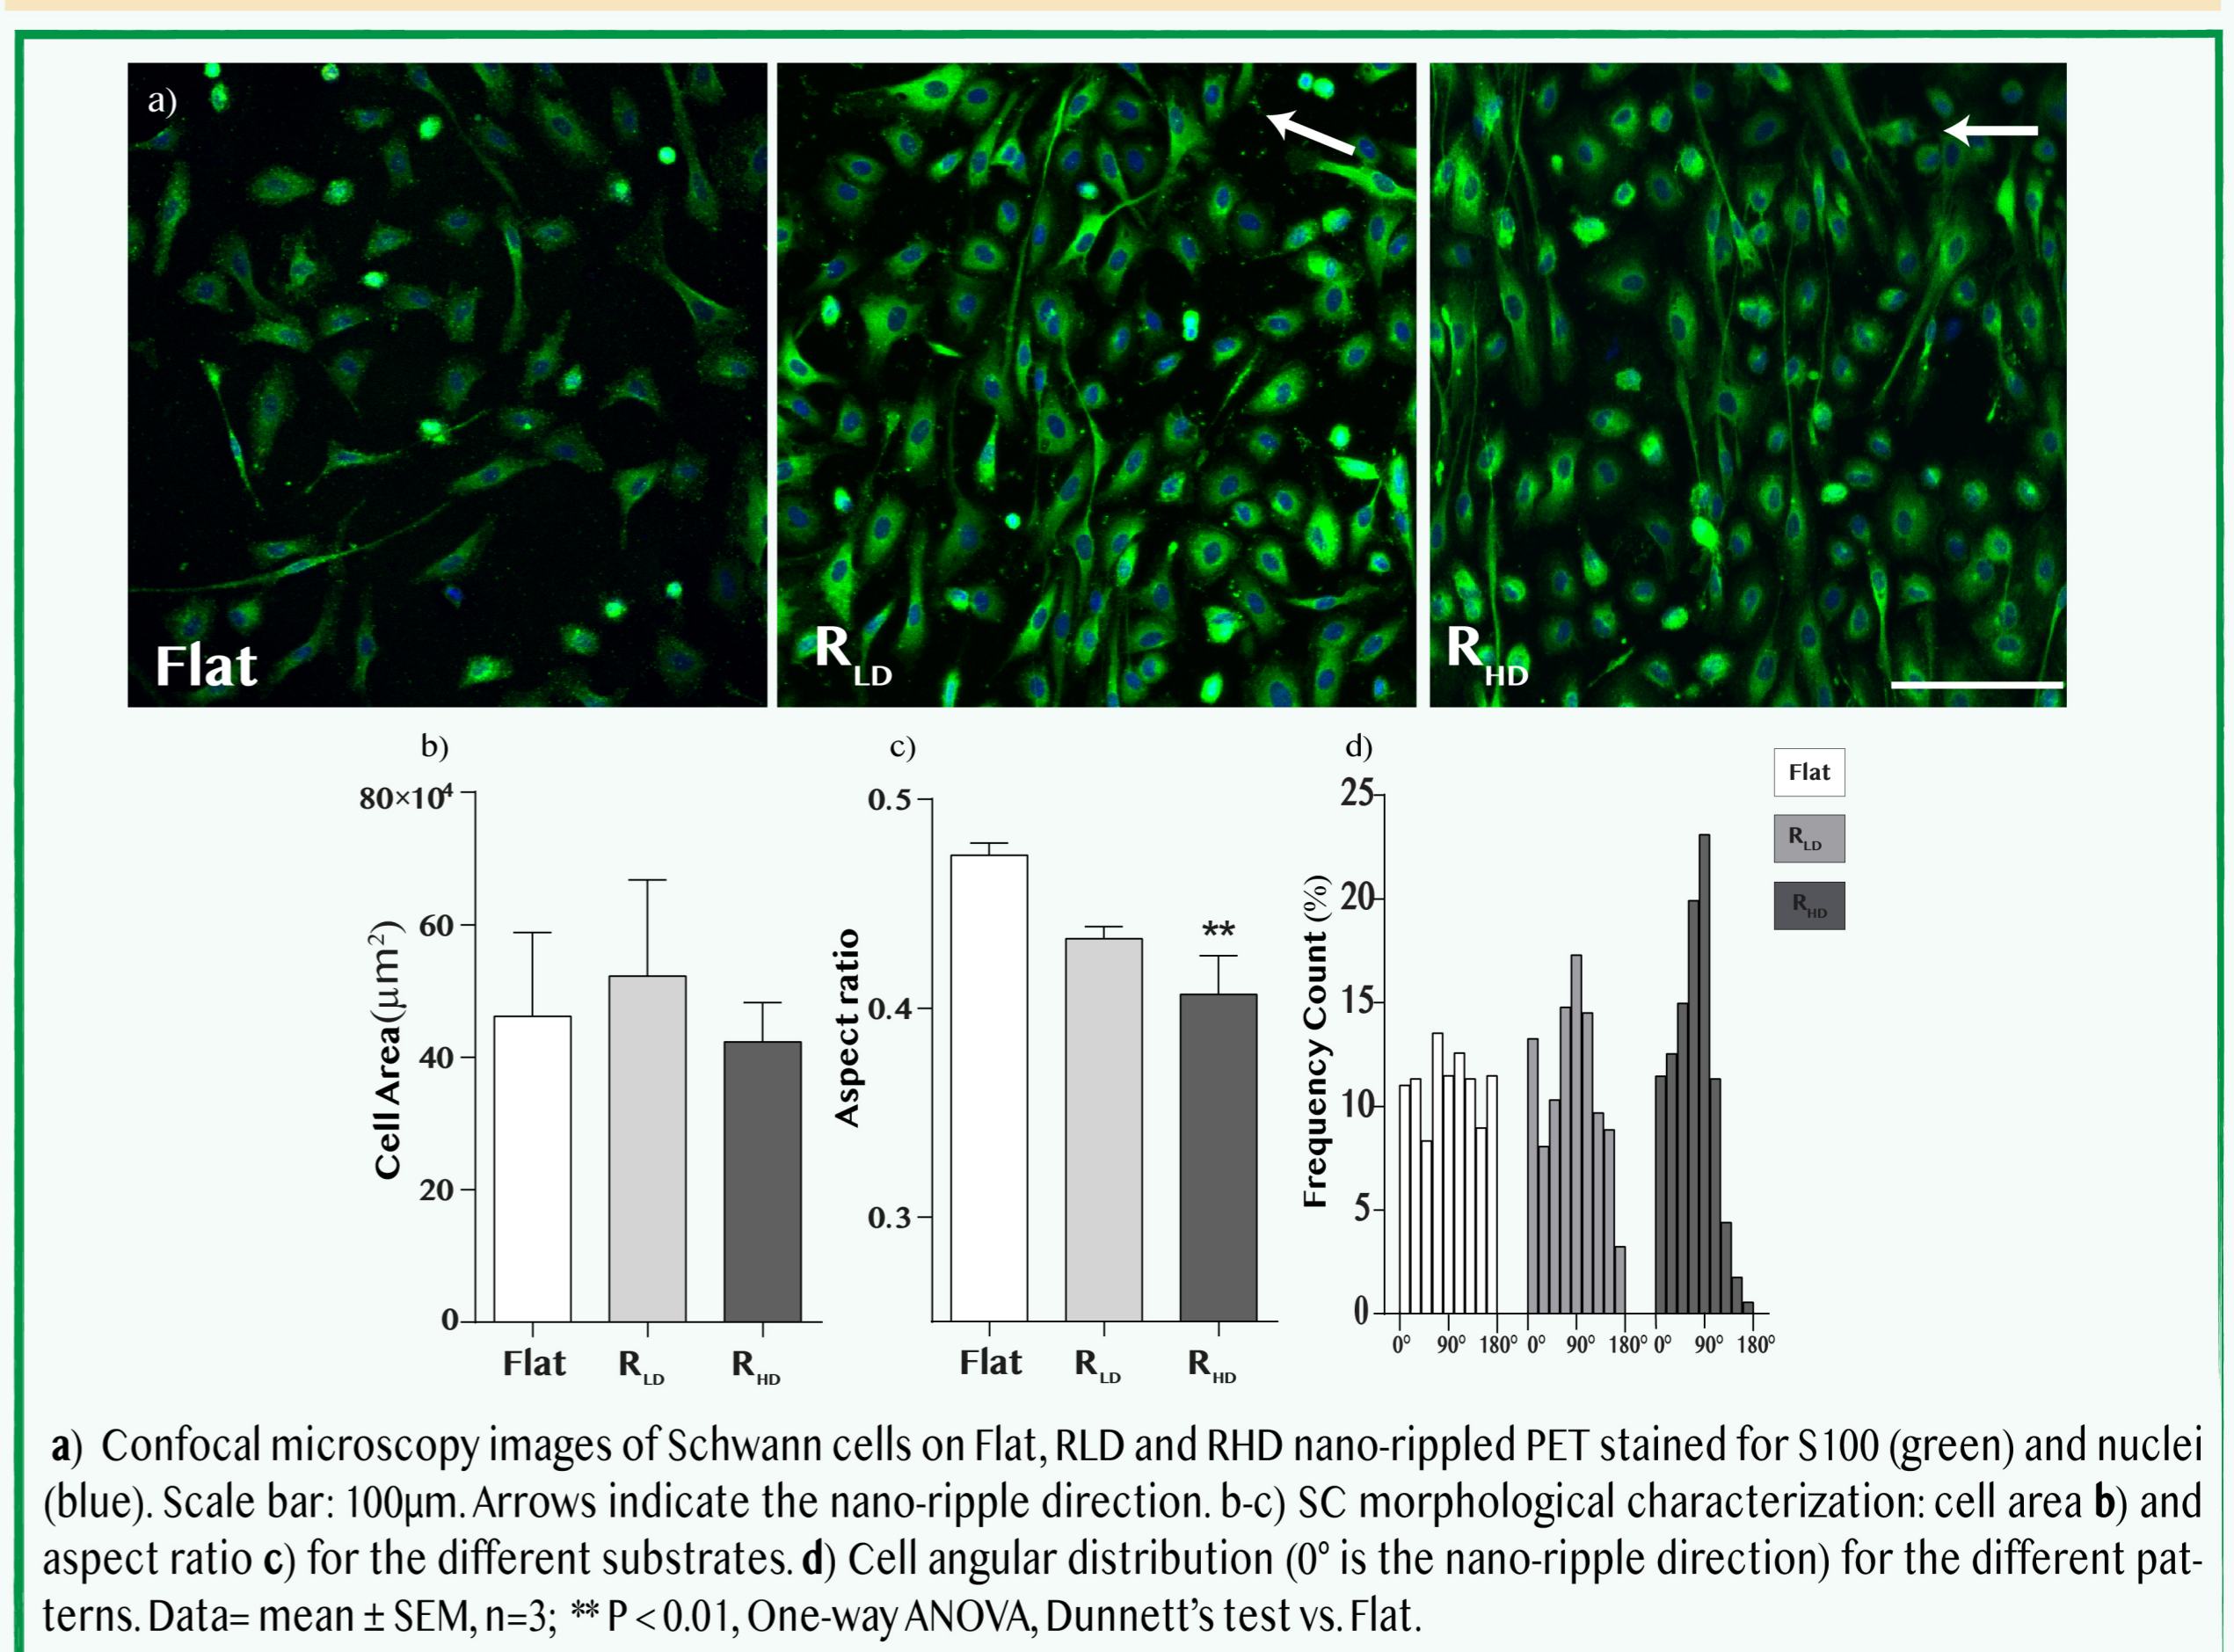 a)
Flat
RLD
RHD
b)
80×10⁴
60
40
20
0
Cell Area(µm²)
Flat
RLD
RHD
c)
0.5
0.4
0.3
Aspect ratio
**
Flat
RLD
RHD
d)
25
20
15
10
5
0
Frequency Count (%)
0° 90° 180° 0° 90° 180° 0° 90° 180°
Flat
RLD
RHD
a) Confocal microscopy images of Schwann cells on Flat, RLD and RHD nano-rippled PET stained for S100 (green) and nuclei
(blue). Scale bar: 100µm. Arrows indicate the nano-ripple direction. b-c) SC morphological characterization: cell area b) and
aspect ratio c) for the different substrates. d) Cell angular distribution (0° is the nano-ripple direction) for the different pat-
terns. Data= mean ± SEM, n=3; ** P < 0.01, One-way ANOVA, Dunnett's test vs. Flat.